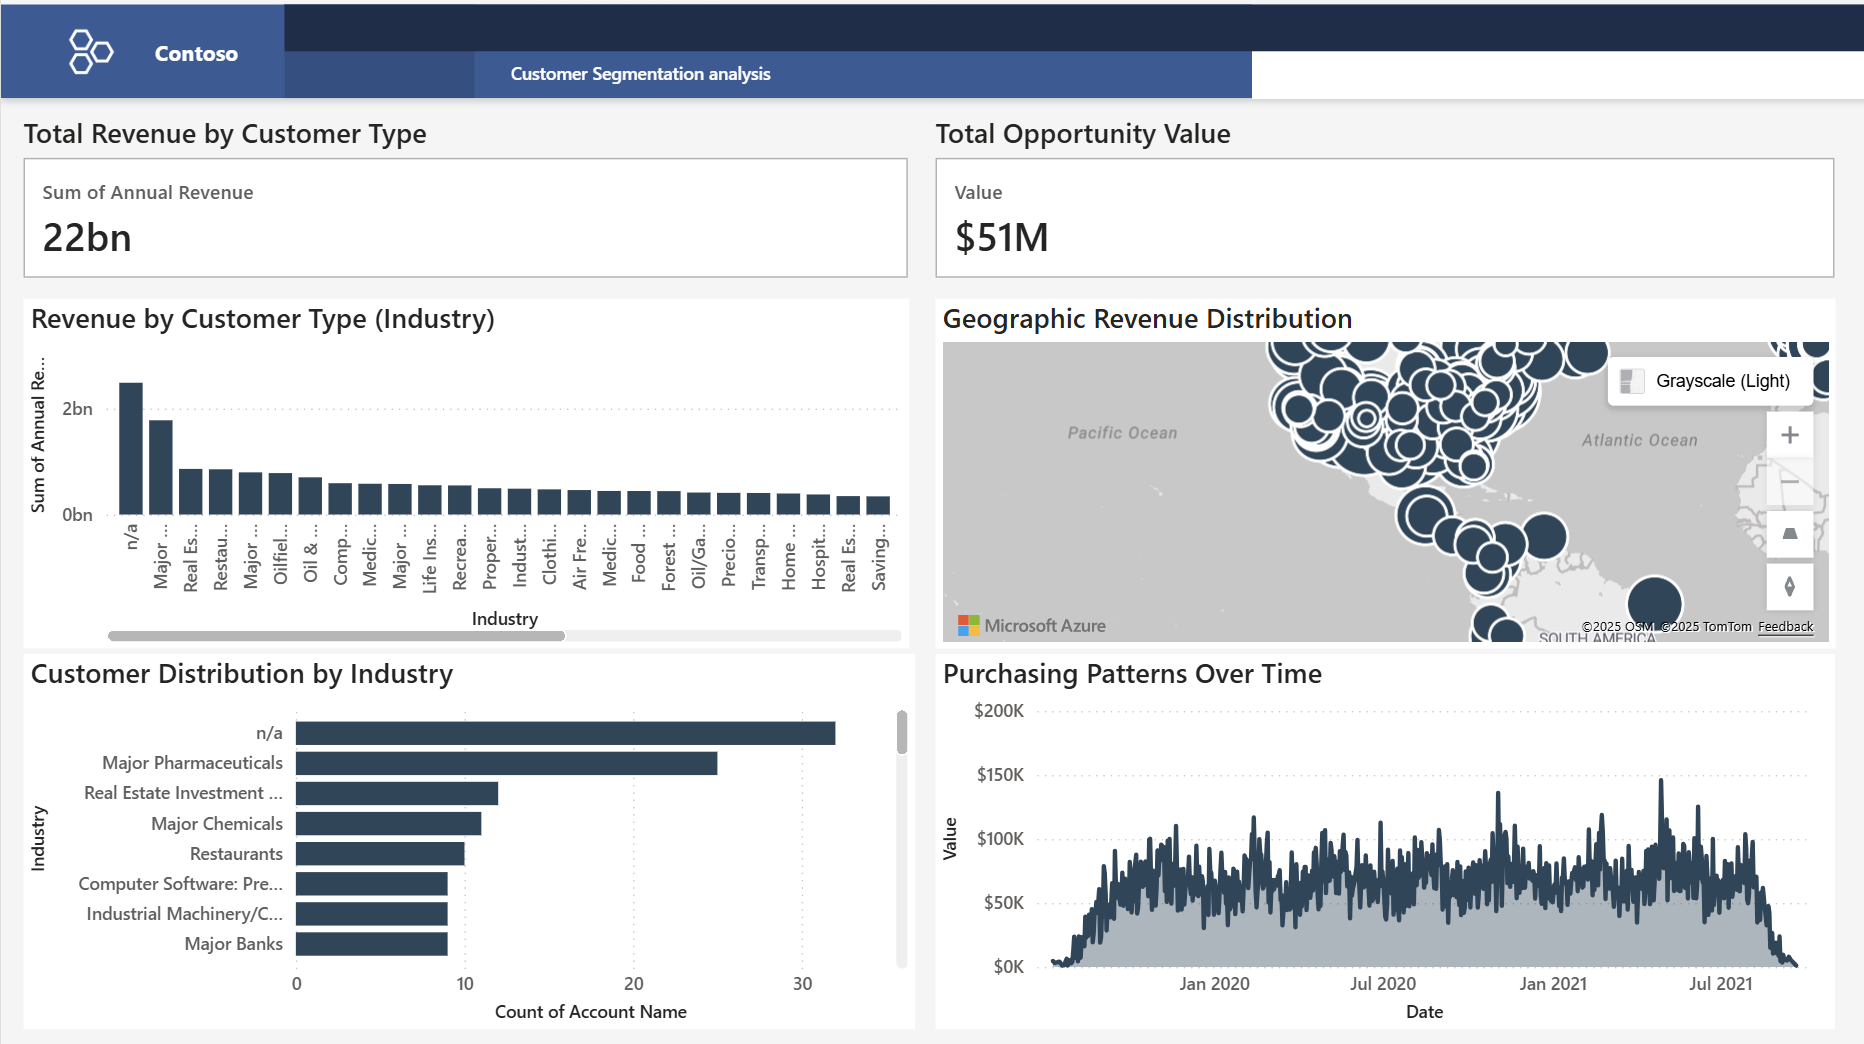 Contoso
Customer Segmentation analysis
Total Revenue by Customer Type
Sum of Annual Revenue
22bn
Total Opportunity Value
Value
$51M
Revenue by Customer Type (Industry)
Sum of Annual Re...
2bn
0bn
n/a
Major ...
Real Es...
Restau...
Major ...
Oilfiel...
Oil & ...
Comp...
Medic...
Major ...
Life Ins...
Recrea...
Proper...
Indust...
Clothi...
Air Fre...
Medic...
Food ...
Forest ...
Oil/Ga...
Precio...
Transp...
Home ...
Hospit...
Real Es...
Saving...
Industry
Geographic Revenue Distribution
Grayscale (Light)
Pacific Ocean
Atlantic Ocean
SOUTH AMERICA
Microsoft Azure
©2025 OSM ©2025 TomTom Feedback
Customer Distribution by Industry
Industry
n/a
Major Pharmaceuticals
Real Estate Investment ...
Major Chemicals
Restaurants
Computer Software: Pre...
Industrial Machinery/C...
Major Banks
0 10 20 30
Count of Account Name
Purchasing Patterns Over Time
Value
$200K
$150K
$100K
$50K
$0K
Jan 2020 Jul 2020 Jan 2021 Jul 2021
Date